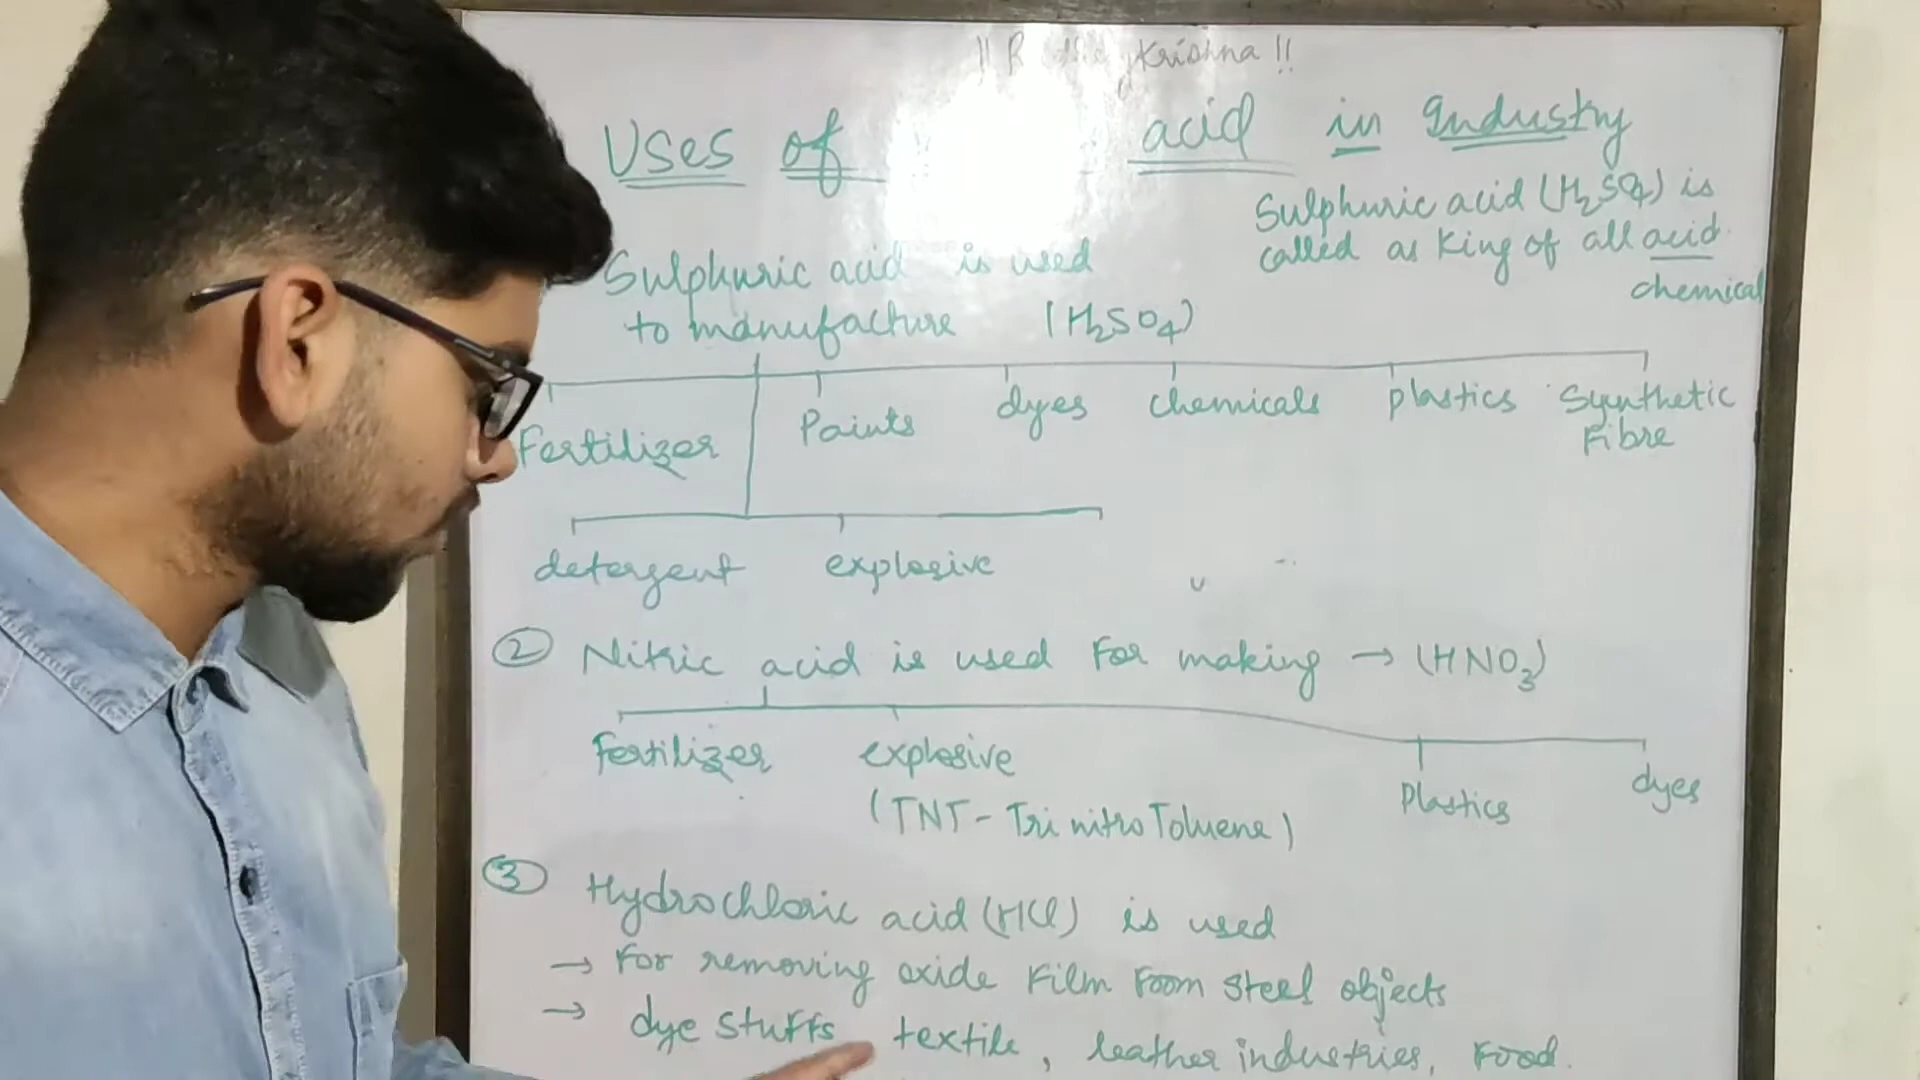 Krishna !!
Uses of acid in Industry
Sulphuric acid (H₂SO₄) is
called as King of all acid
chemical
Sulphuric acid is used
to manufacture (H₂SO₄)
Fertilizer Paints dyes chemicals plastics Synthetic
Fibre
detergent explosive
② Nitric acid is used For making → (HNO₃)
Fertilizer explosive Plastics dyes
(TNT - Tri nitro Toluene)
③ Hydrochloric acid (HCl) is used
→ For removing oxide Film From Steel objects
→ dye stuffs, textile, leather industries, Food.